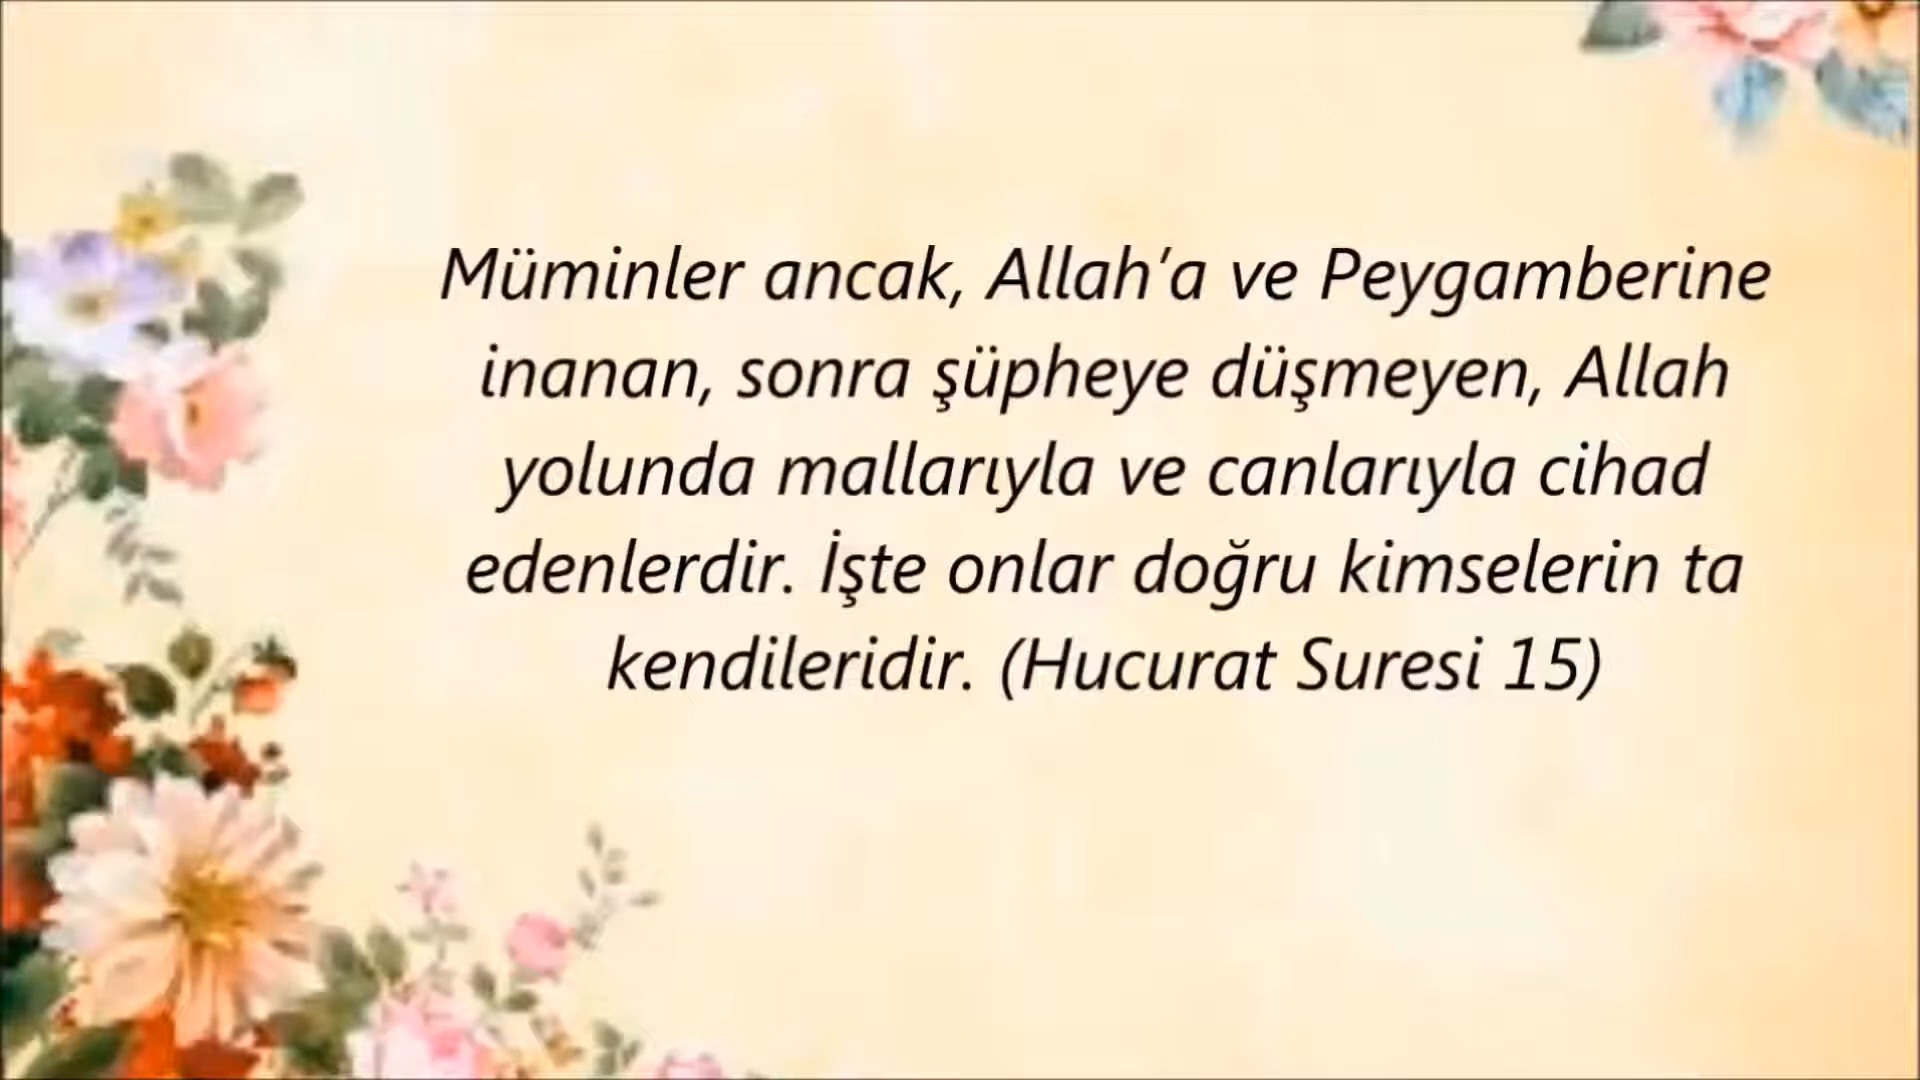 Müminler ancak, Allah'a ve Peygamberine
inanan, sonra şüpheye düşmeyen, Allah
yolunda mallarıyla ve canlarıyla cihad
edenlerdir. İşte onlar doğru kimselerin ta
kendileridir. (Hucurat Suresi 15)